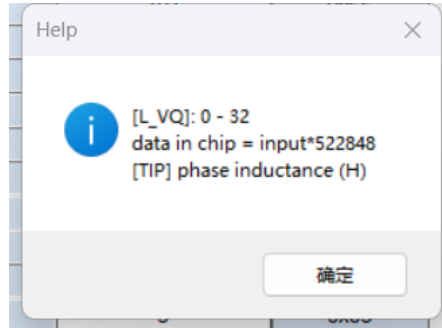 Help
[L_VQ]: 0 - 32
data in chip = input*522848
[TIP] phase inductance (H)
确定